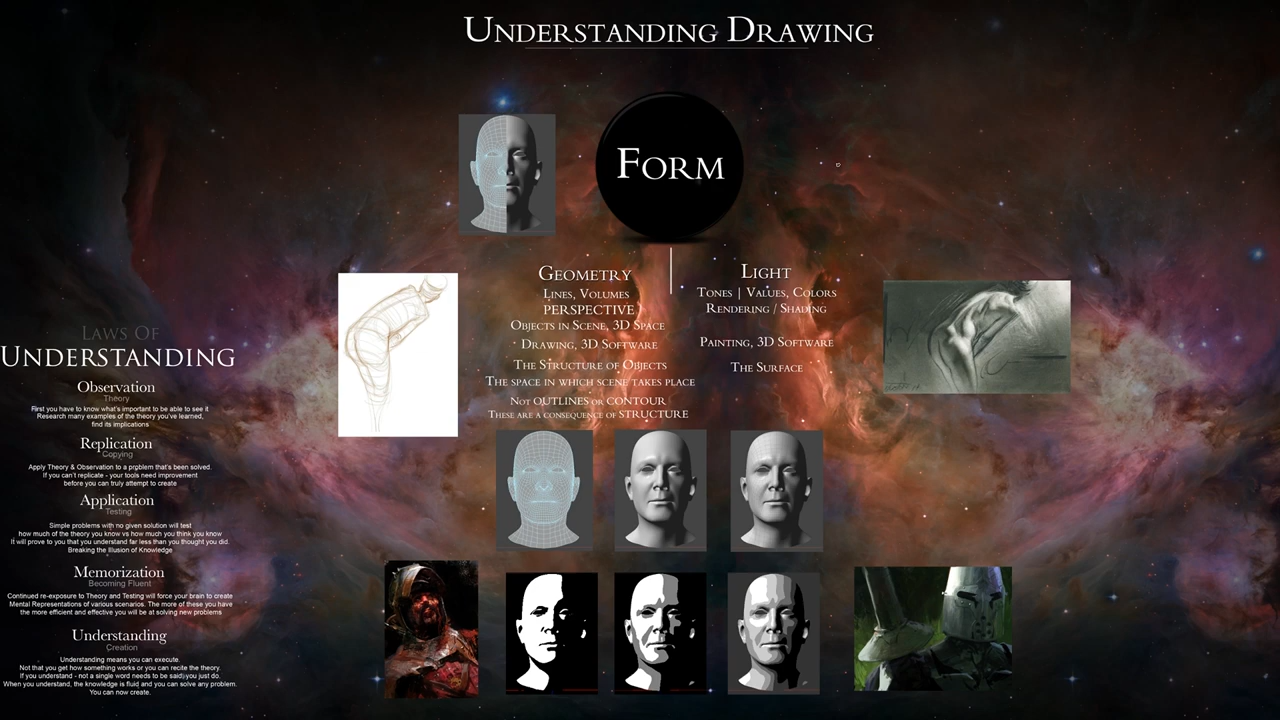 Understanding Drawing
Form
Geometry
Lines, Volumes
PERSPECTIVE
Objects in Scene, 3D Space
Drawing, 3D Software
The Structure of Objects
The space in which scene takes place
Not OUTLINES or CONTOUR
These are a consequence of STRUCTURE
Light
Tones | Values, Colors
Rendering / Shading
Painting, 3D Software
The Surface
Laws Of
Understanding
Observation
Theory
First you have to know what's important to be able to see it
Research many examples of the theory you've learned,
find its implications
Replication
Copying
Apply Theory & Observation to a problem that's been solved.
If you can't replicate - your tools need improvement
before you can truly attempt to create
Application
Testing
Simple problems with no given solution will test
how much of the theory you know vs how much you think you know
It will prove to you that you understand far less than you thought you did.
Breaking the Illusion of Knowledge
Memorization
Becoming Fluent
Continued re-exposure to Theory and Testing will force your brain to create
Mental Representations of various scenarios. The more of these you have
the more efficient and effective you will be at solving new problems
Understanding
Creation
Understanding means you can execute.
Not that you get how something works or you can recite the theory.
If you understand - not a single word needs to be said, you just do.
When you understand, the knowledge is fluid and you can solve any problem.
You can now create.